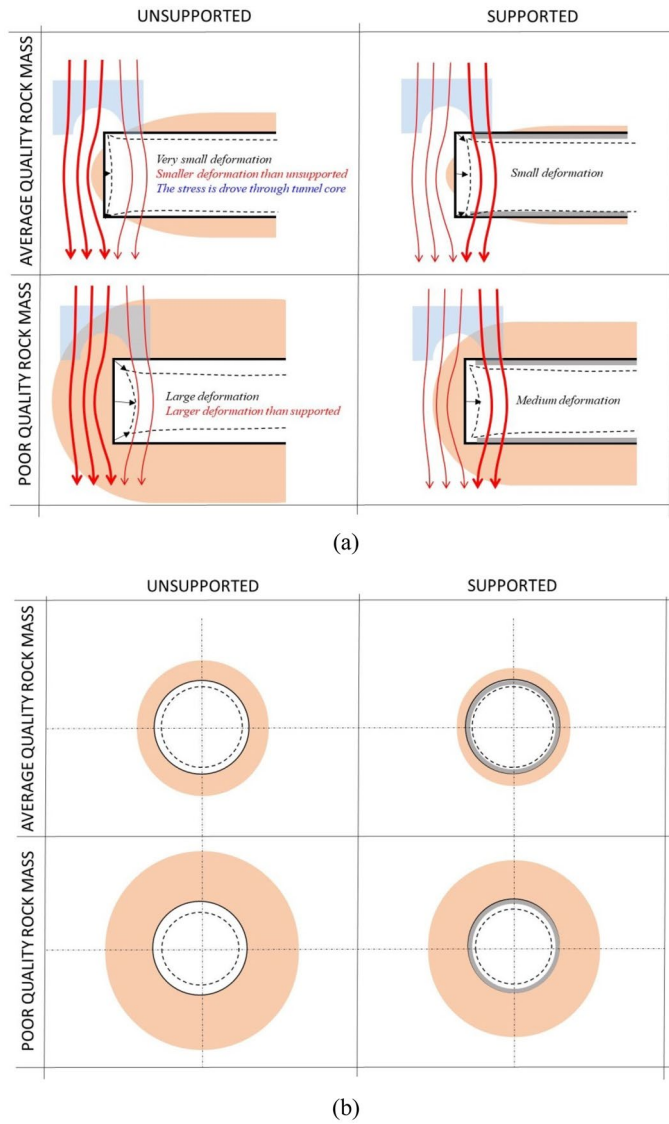 UNSUPPORTED
SUPPORTED
AVERAGE QUALITY ROCK MASS
Very small deformation
Smaller deformation than unsupported
The stress is drove through tunnel core
Small deformation
POOR QUALITY ROCK MASS
Large deformation
Larger deformation than supported
Medium deformation
(a)
UNSUPPORTED
SUPPORTED
AVERAGE QUALITY ROCK MASS
POOR QUALITY ROCK MASS
(b)